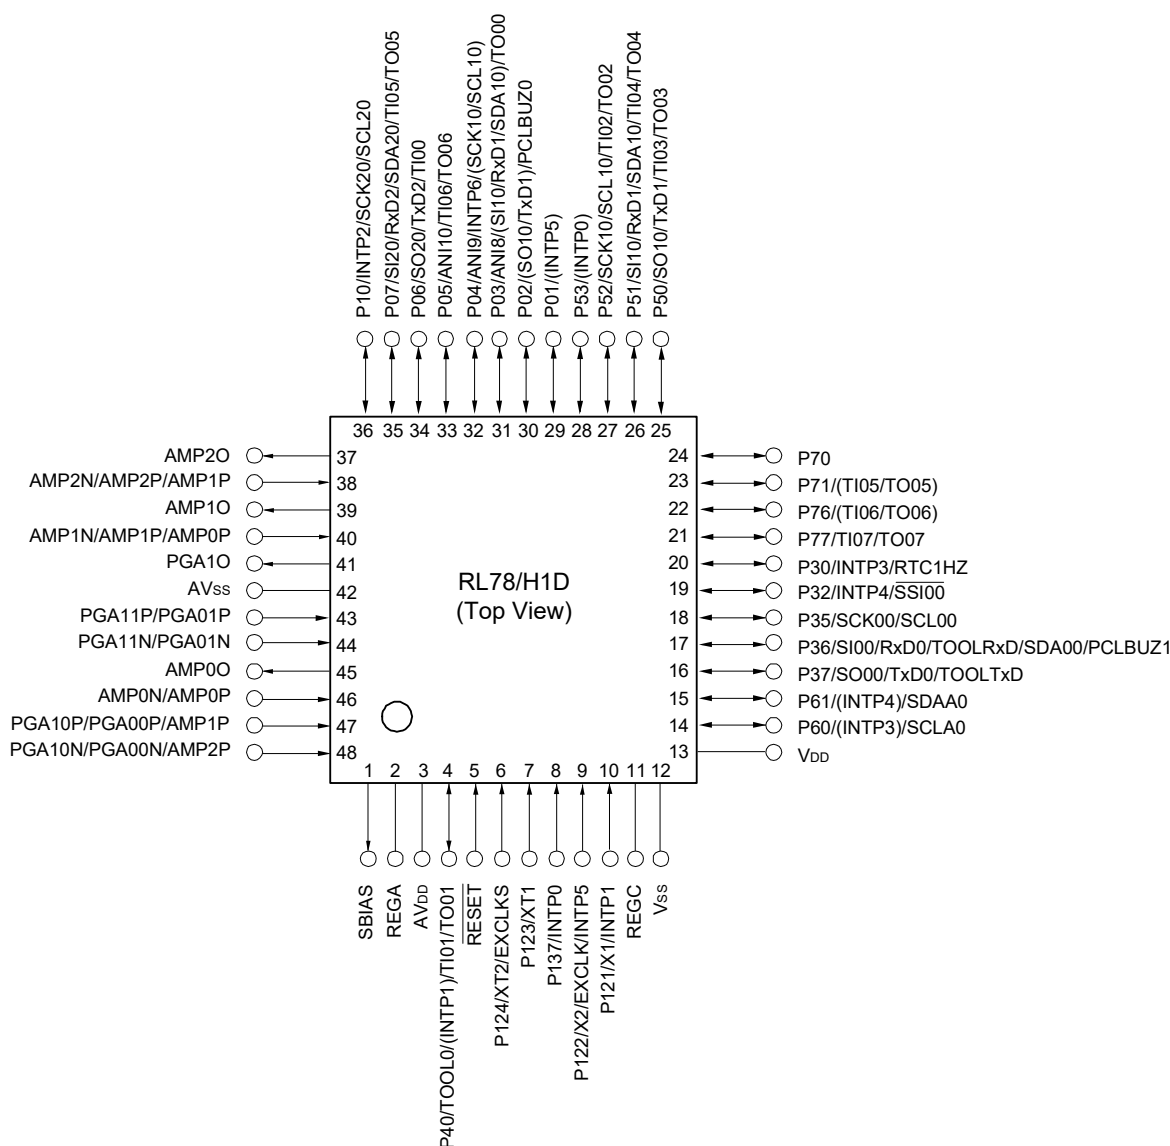 P10/INTP2/SCK20/SCL20
P07/SI20/RxD2/SDA20/TI05/TO05
P06/SO20/TxD2/TI00
P05/ANI10/TI06/TO06
P04/ANI9/INTP6/(SCK10/SCL10)
P03/ANI8/(SI10/RxD1/SDA10)/TO00
P02/(SO10/TxD1)/PCLBUZ0
P01/(INTP5)
P53/(INTP0)
P52/SCK10/SCL10/TI02/TO02
P51/SI10/RxD1/SDA10/TI04/TO04
P50/SO10/TxD1/TI03/TO03
36 35 34 33 32 31 30 29 28 27 26 25
AMP2O 37
AMP2N/AMP2P/AMP1P 38
AMP1O 39
AMP1N/AMP1P/AMP0P 40
PGA1O 41
AVSS 42
PGA11P/PGA01P 43
PGA11N/PGA01N 44
AMP0O 45
AMP0N/AMP0P 46
PGA10P/PGA00P/AMP1P 47
PGA10N/PGA00N/AMP2P 48
RL78/H1D
(Top View)
24 P70
23 P71/(TI05/TO05)
22 P76/(TI06/TO06)
21 P77/TI07/TO07
20 P30/INTP3/RTC1HZ
19 P32/INTP4/SSI00
18 P35/SCK00/SCL00
17 P36/SI00/RxD0/TOOLRxD/SDA00/PCLBUZ1
16 P37/SO00/TxD0/TOOLTxD
15 P61/(INTP4)/SDAA0
14 P60/(INTP3)/SCLA0
13 VDD
1 2 3 4 5 6 7 8 9 10 11 12
SBIAS
REGA
AVDD
P40/TOOL0/(INTP1)/TI01/TO01
RESET
P124/XT2/EXCLKS
P123/XT1
P137/INTP0
P122/X2/EXCLK/INTP5
P121/X1/INTP1
REGC
VSS